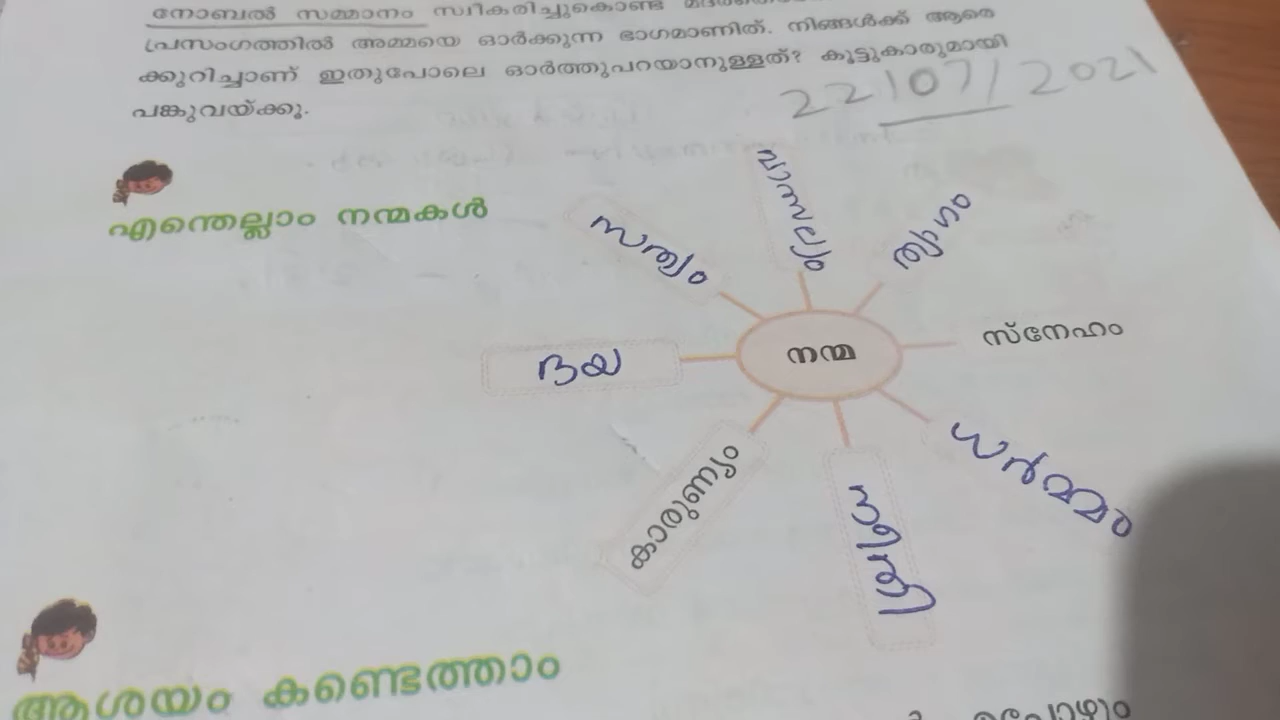 നോബൽ സമ്മാനം സ്വീകരിച്ചുകൊണ്ട്
പ്രസംഗത്തിൽ അമ്മയെ ഓർക്കുന്ന ഭാഗമാണിത്. നിങ്ങൾക്ക് ആരെ
ക്കുറിച്ചാണ് ഇതുപോലെ ഓർത്തുപറയാനുള്ളത്? കൂട്ടുകാരുമായി
പങ്കുവയ്ക്കൂ.
22/07/2021
എന്തെല്ലാം നന്മകൾ
വാത്സല്യം
ത്യാഗം
സത്യം
സ്നേഹം
നന്മ
ദയ
ധർമ്മം
കാരുണ്യം
ആശയം കണ്ടെത്താം